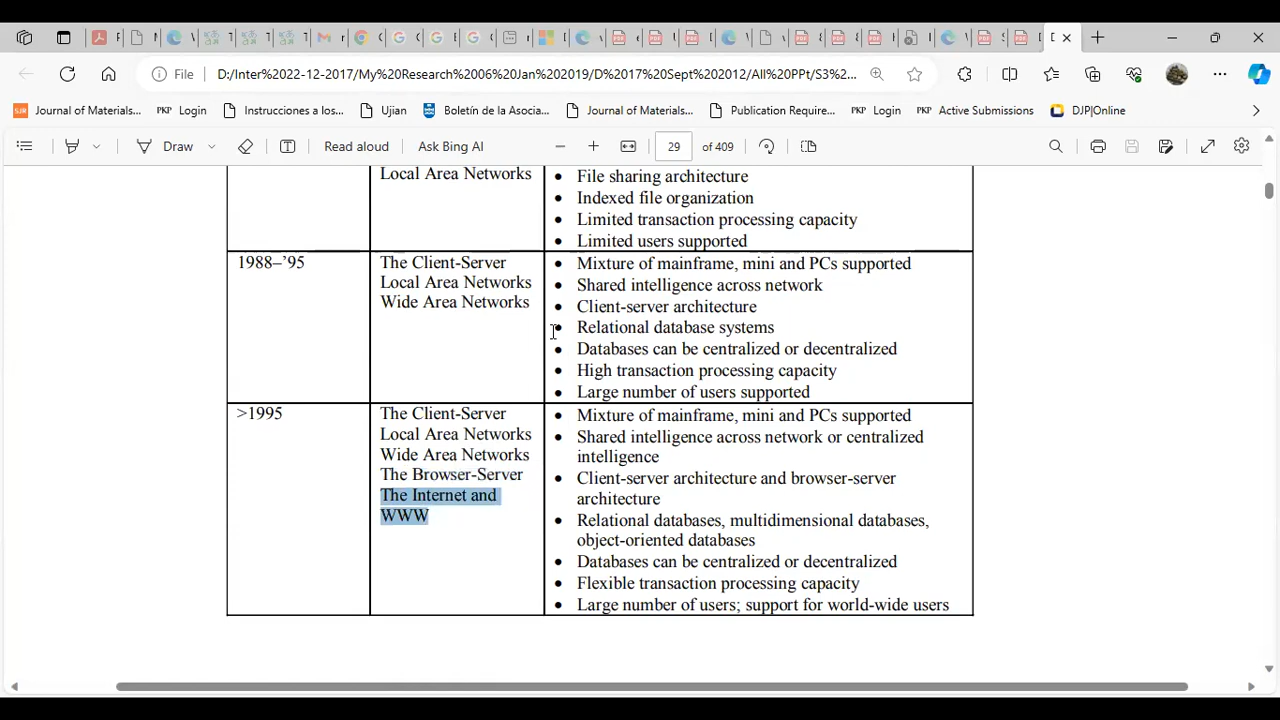 P
M
V
T
T
T
r
C
C
E
C
r
e
U
D
V
v
8
8
H
I
V
S
D
D
File
D:/Inter%2022-12-2017/My%20Research%2006%20Jan%2019/D%2017%20Sept%202012/All%20PPt/S3%2...
SJR Journal of Materials...
PKP Login
Instrucciones a los...
Ujian
Boletín de la Asocia...
Journal of Materials...
Publication Require...
PKP Login
PKP Active Submissions
DJP|Online
Draw
Read aloud
Ask Bing AI
29 of 409
Local Area Networks
• File sharing architecture
• Indexed file organization
• Limited transaction processing capacity
• Limited users supported
1988–’95
The Client-Server
Local Area Networks
Wide Area Networks
• Mixture of mainframe, mini and PCs supported
• Shared intelligence across network
• Client-server architecture
• Relational database systems
• Databases can be centralized or decentralized
• High transaction processing capacity
• Large number of users supported
>1995
The Client-Server
Local Area Networks
Wide Area Networks
The Browser-Server
The Internet and
WWW
• Mixture of mainframe, mini and PCs supported
• Shared intelligence across network or centralized
intelligence
• Client-server architecture and browser-server
architecture
• Relational databases, multidimensional databases,
object-oriented databases
• Databases can be centralized or decentralized
• Flexible transaction processing capacity
• Large number of users; support for world-wide users